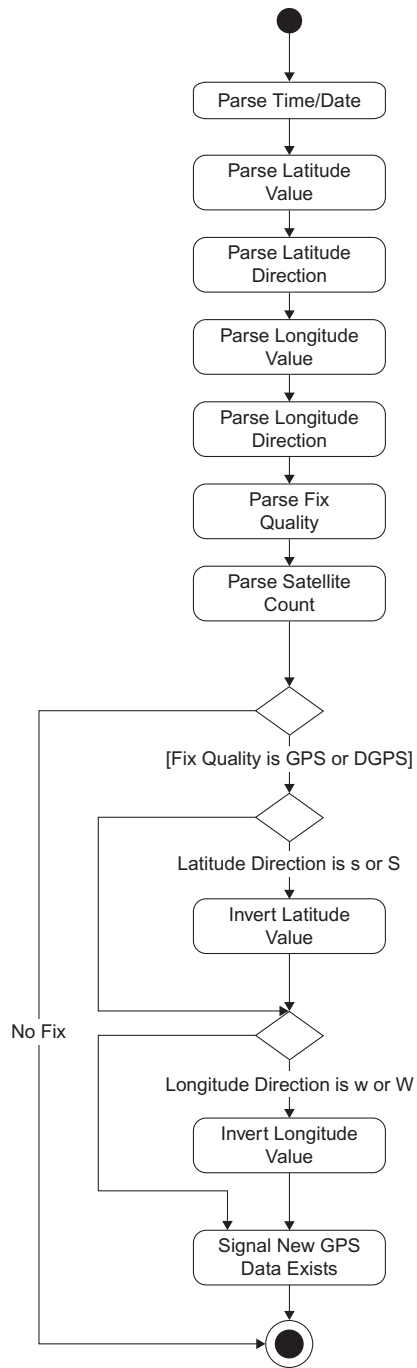 Parse Time/Date
Parse Latitude
Value
Parse Latitude
Direction
Parse Longitude
Value
Parse Longitude
Direction
Parse Fix
Quality
Parse Satellite
Count
[Fix Quality is GPS or DGPS]
Latitude Direction is s or S
Invert Latitude
Value
No Fix
Longitude Direction is w or W
Invert Longitude
Value
Signal New GPS
Data Exists